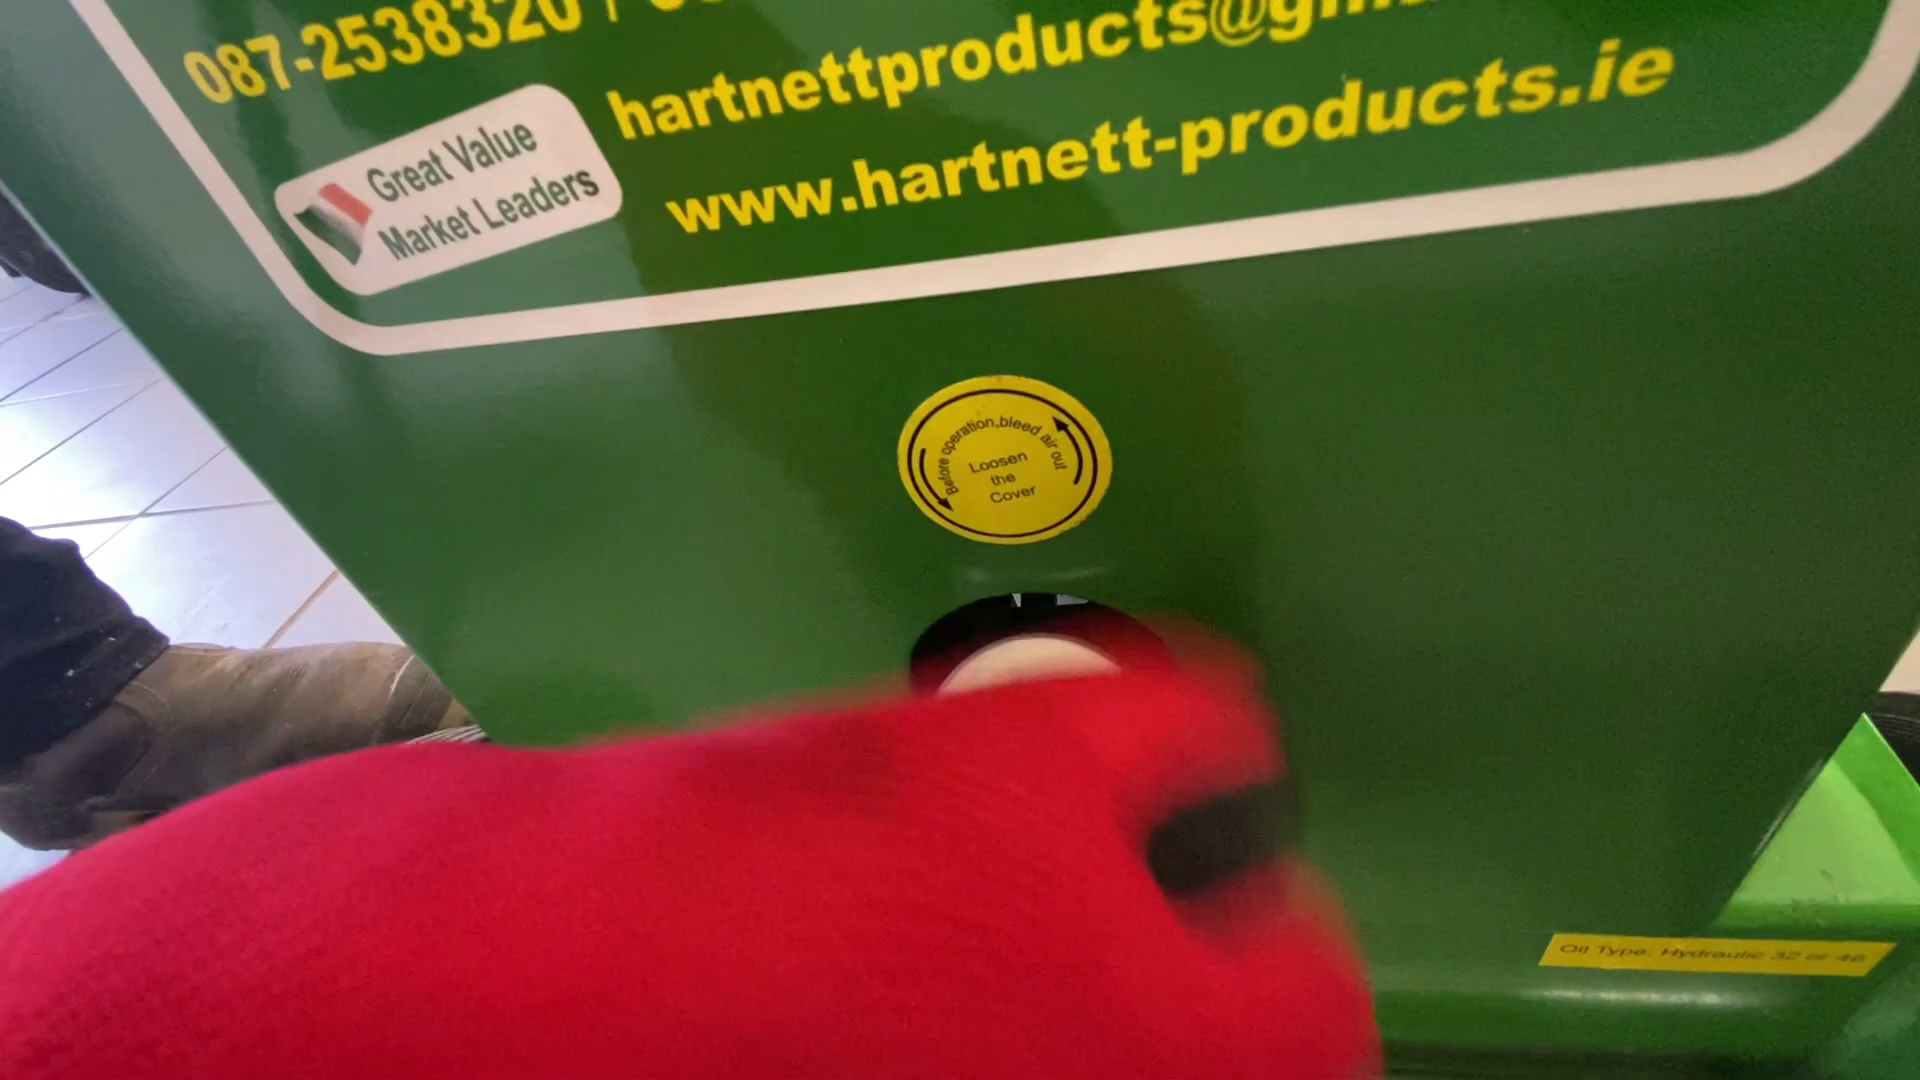 087-2538320 /
hartnettproducts@gm
www.hartnett-products.ie
Great Value
Market Leaders
Before operation,bleed air out
Loosen
the
Cover
Oil Type: Hydraulic 32 or 46